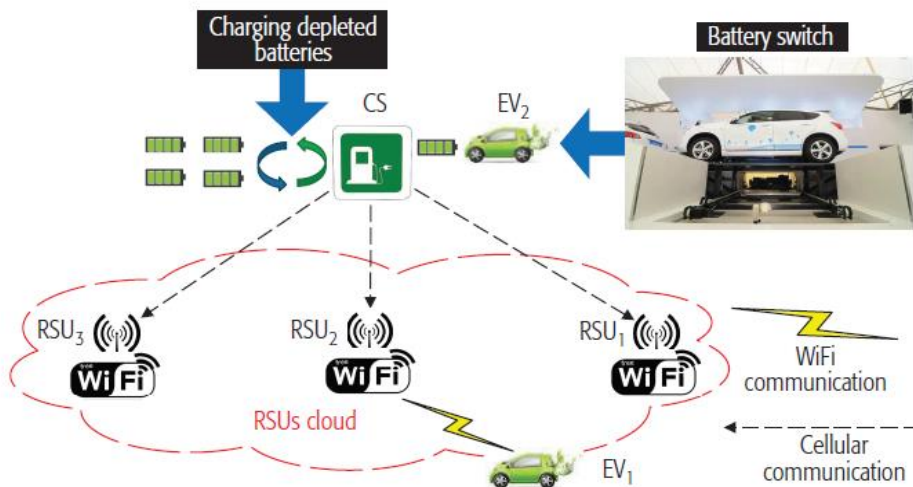 Charging depleted
batteries
Battery switch
CS
EV2
RSU3
WiFi
RSU2
WiFi
RSU1
WiFi
WiFi
communication
RSUs cloud
Cellular
communication
EV1